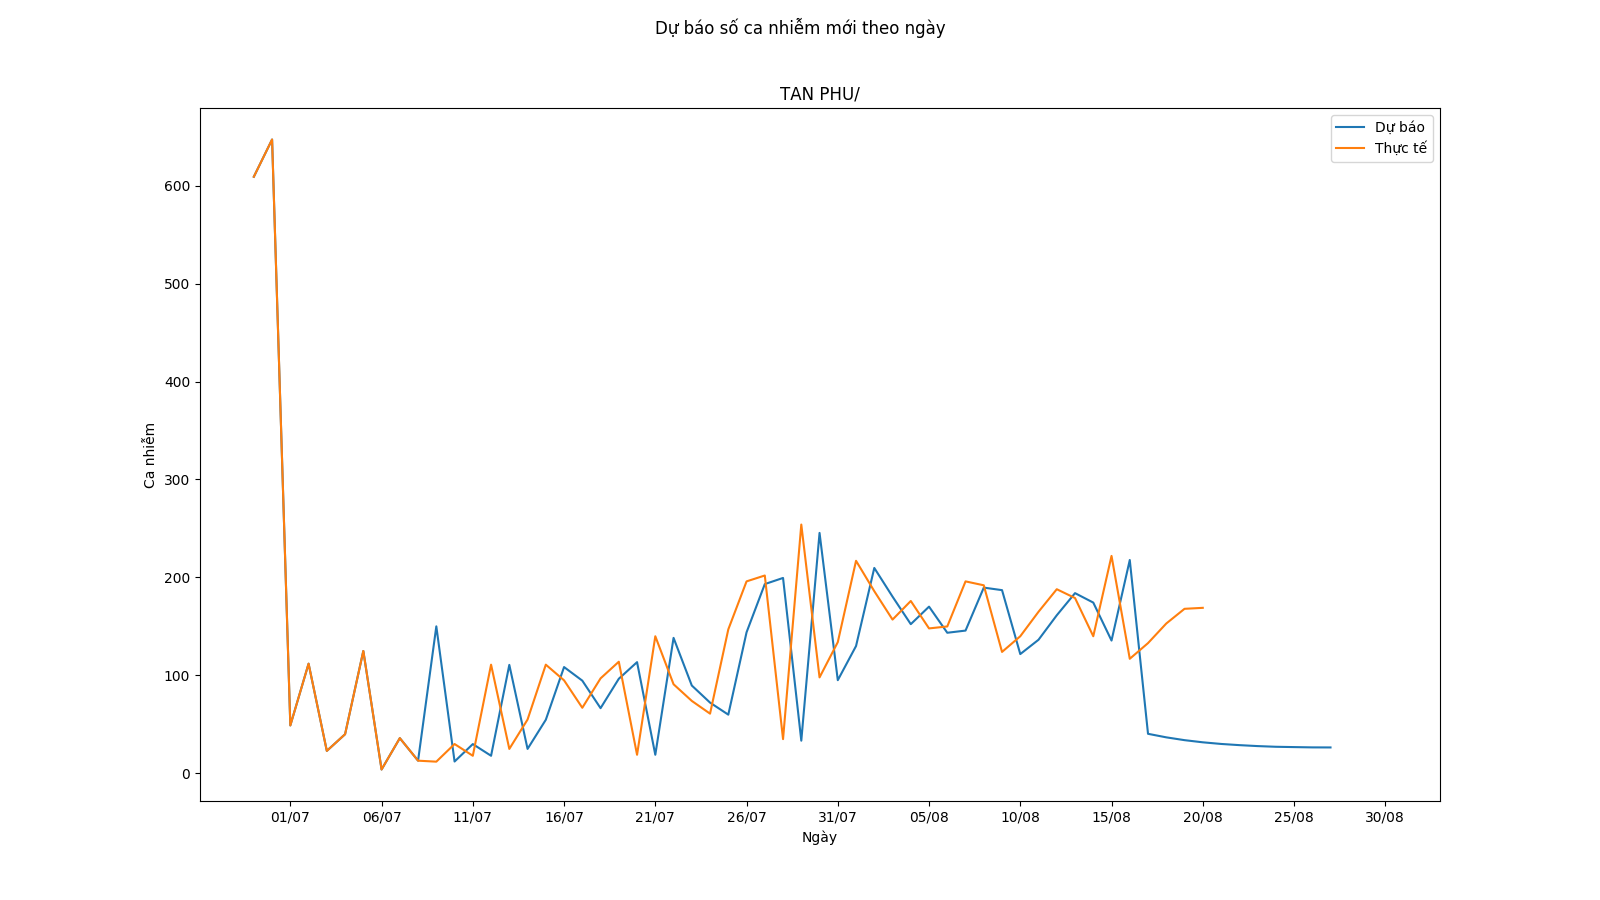 Dự báo số ca nhiễm mới theo ngày
TAN PHU/
Dự báo
Thực tế
600
500
400
300
200
100
0
Ca nhiễm
01/07 06/07 11/07 16/07 21/07 26/07 31/07 05/08 10/08 15/08 20/08 25/08 30/08
Ngày